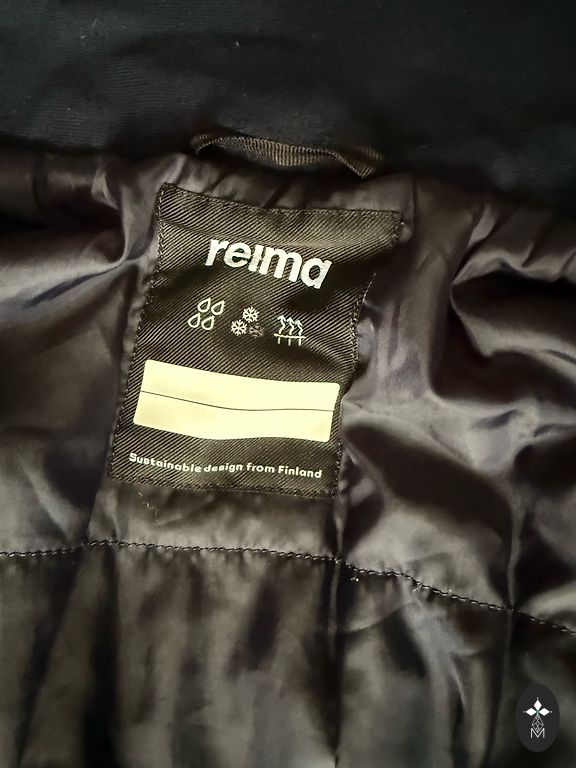 reima
Sustainable design from Finland
M